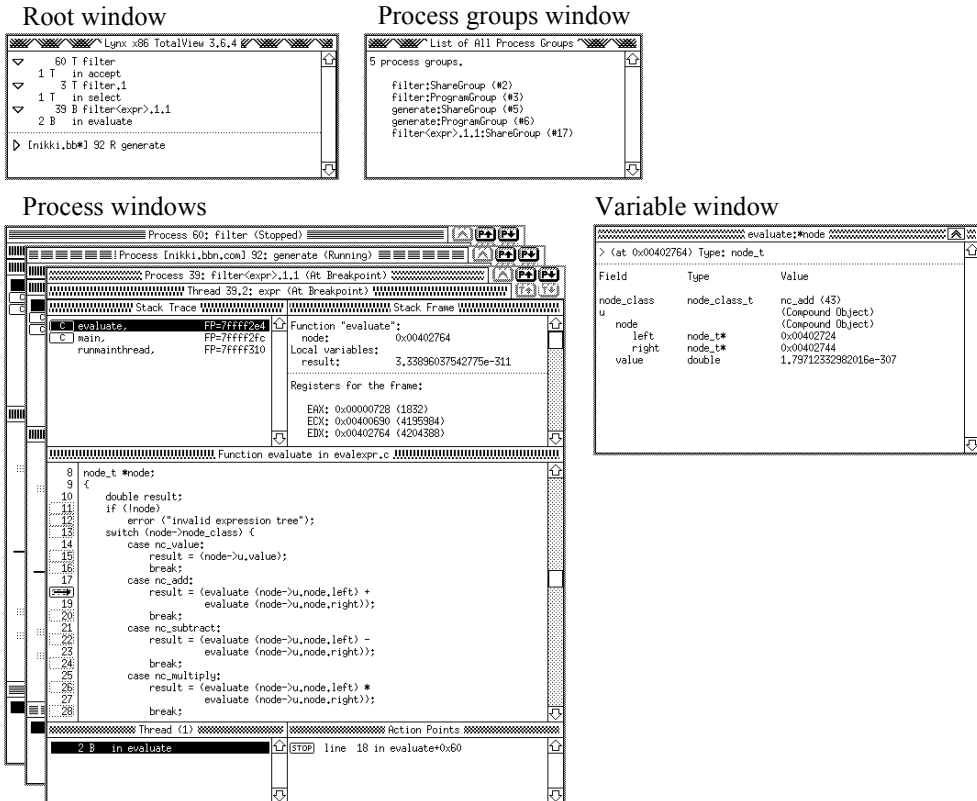 Root window
Lynx x86 TotalView 3.6.4
60 T filter
1 T in accept
3 T filter.1
1 T in select
39 B filter<expr>.1.1
2 B in evaluate
[nikki.bb*] 92 R generate
Process groups window
List of All Process Groups
5 process groups.
filter:ShareGroup (#2)
filter:ProgramGroup (#3)
generate:ShareGroup (#5)
generate:ProgramGroup (#6)
filter<expr>.1.1:ShareGroup (#17)
Process windows
Process 60: filter (Stopped)
P↑ P↓
!Process [nikki.bbn.com] 92: generate (Running)
P↑ P↓
Process 39: filter<expr>.1.1 (At Breakpoint)
P↑ P↓
Thread 39.2: expr (At Breakpoint)
T↑ T↓
Stack Trace
C evaluate, FP=7ffff2e4
C main, FP=7ffff2fc
runmainthread, FP=7ffff310
Stack Frame
Function "evaluate":
node: 0x00402764
Local variables:
result: 3.33896037542775e-311
Registers for the frame:
EAX: 0x00000728 (1832)
ECX: 0x00400690 (4195984)
EDX: 0x00402764 (4204388)
Function evaluate in evalexpr.c
8 node_t *node;
9 {
10 double result;
11 if (!node)
12 error ("invalid expression tree");
13 switch (node->node_class) {
14 case nc_value:
15 result = (node->u.value);
16 break;
17 case nc_add:
result = (evaluate (node->u.node.left) +
19 evaluate (node->u.node.right));
20 break;
21 case nc_subtract:
22 result = (evaluate (node->u.node.left) -
23 evaluate (node->u.node.right));
24 break;
25 case nc_multiply:
26 result = (evaluate (node->u.node.left) *
27 evaluate (node->u.node.right));
28 break;
Thread (1)
2 B in evaluate
Action Points
STOP line 18 in evaluate+0x60
Variable window
evaluate:*node
> (at 0x00402764) Type: node_t
Field Type Value
node_class node_class_t nc_add (43)
u (Compound Object)
node (Compound Object)
left node_t* 0x00402724
right node_t* 0x00402744
value double 1.79712332982016e-307